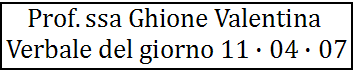 Prof. ssa Ghione Valentina
Verbale del giorno 11 · 04 · 07